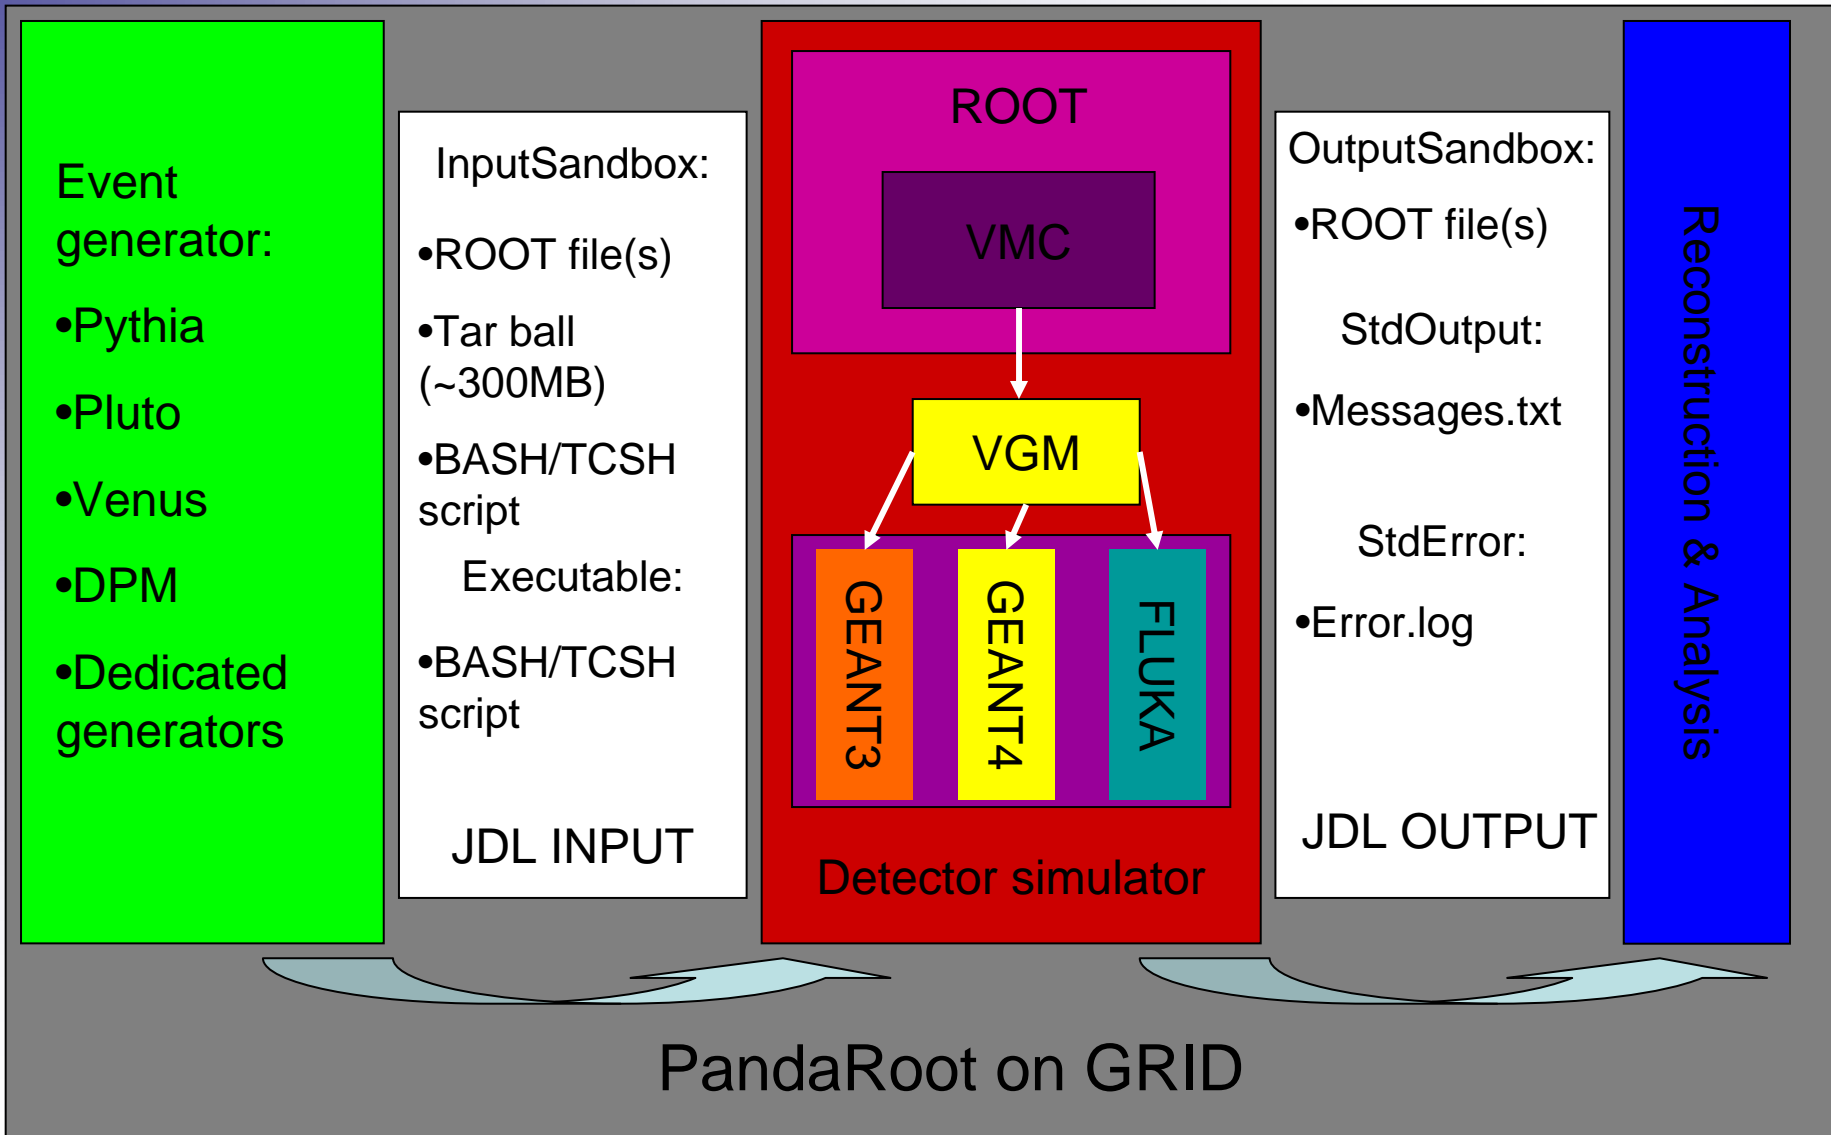 Event
generator:
•Pythia
•Pluto
•Venus
•DPM
•Dedicated
generators
InputSandbox:
•ROOT file(s)
•Tar ball
(~300MB)
•BASH/TCSH
script
Executable:
•BASH/TCSH
script
JDL INPUT
ROOT
VMC
VGM
GEANT3
GEANT4
FLUKA
Detector simulator
OutputSandbox:
•ROOT file(s)
StdOutput:
•Messages.txt
StdError:
•Error.log
JDL OUTPUT
Reconstruction & Analysis
PandaRoot on GRID